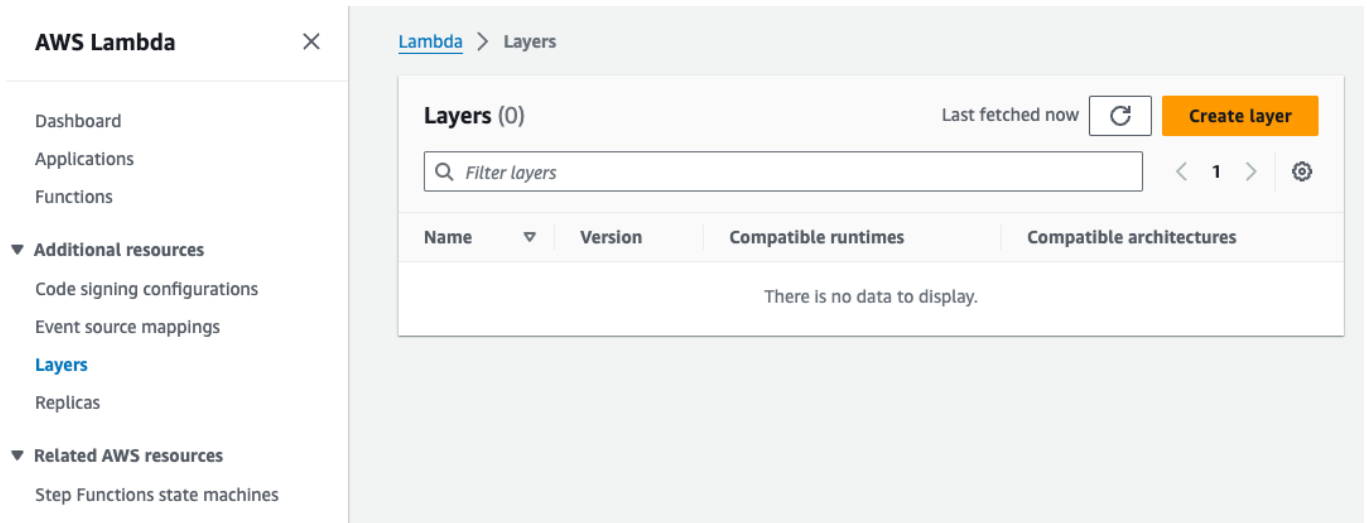 AWS Lambda
Dashboard
Applications
Functions
Additional resources
Code signing configurations
Event source mappings
Layers
Replicas
Related AWS resources
Step Functions state machines
Lambda > Layers
Layers (0)
Last fetched now
Create layer
Filter layers
1
Name Version Compatible runtimes Compatible architectures
There is no data to display.